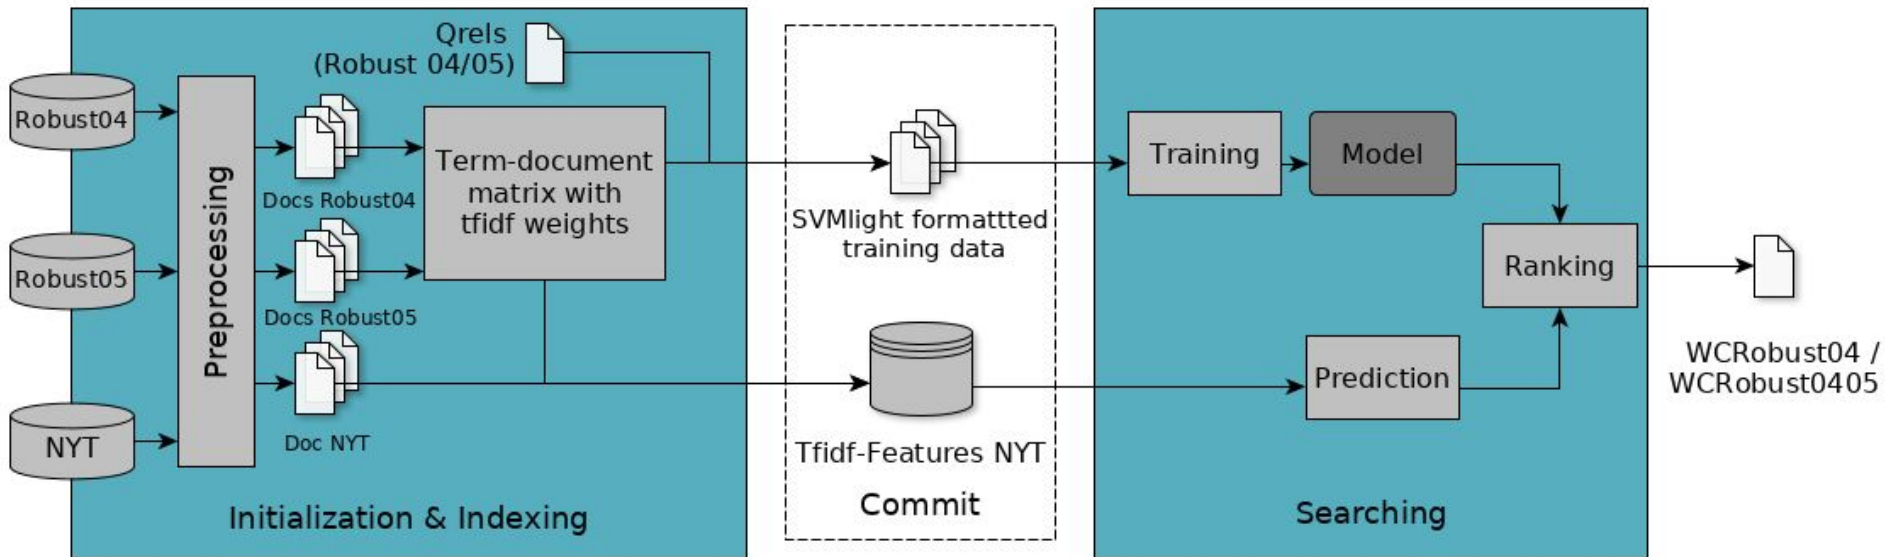 Qrels
(Robust 04/05)
Robust04
Robust05
NYT
Preprocessing
Docs Robust04
Docs Robust05
Doc NYT
Term-document
matrix with
tfidf weights
Initialization & Indexing
SVMlight formattted
training data
Tfidf-Features NYT
Commit
Training
Model
Ranking
Prediction
Searching
WCRobust04 /
WCRobust0405